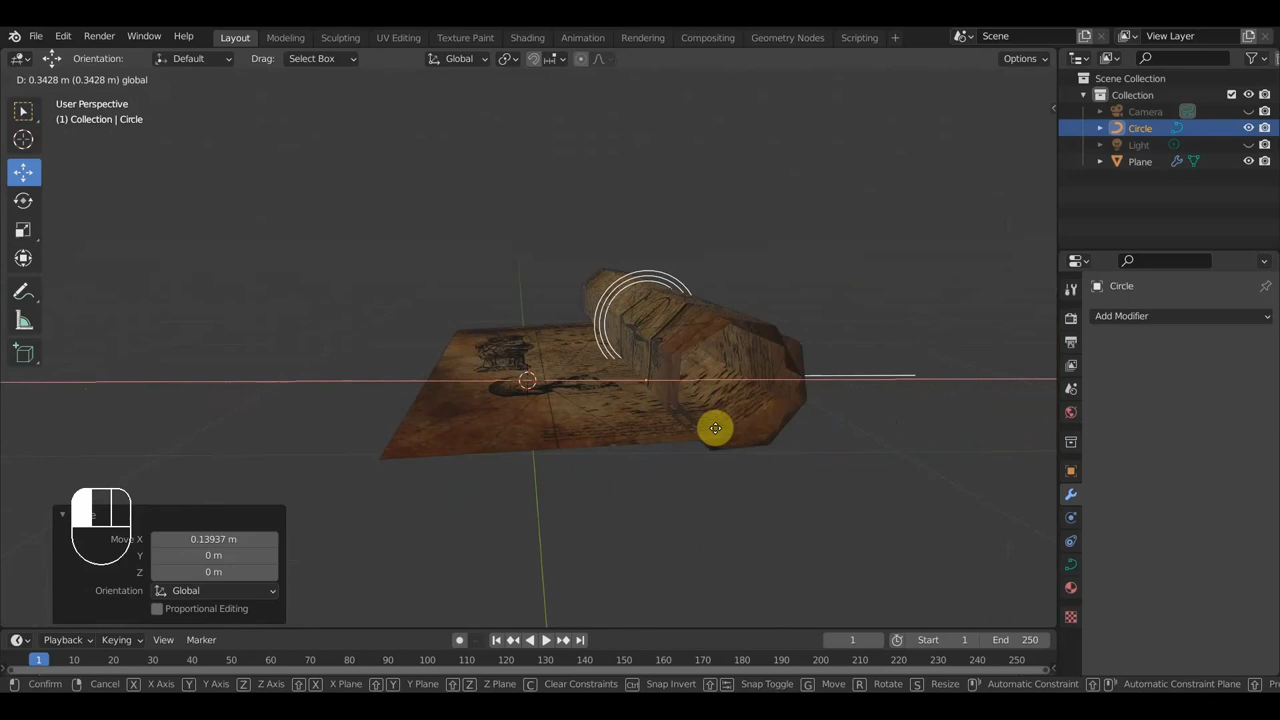 File Edit Render Window Help Layout Modeling Sculpting UV Editing Texture Paint Shading Animation Rendering Compositing Geometry Nodes Scripting + Scene View Layer
Orientation: Default Drag: Select Box Global Options
D: 0.3428 m (0.3428 m) global
Scene Collection
Collection
User Perspective
(1) Collection | Circle
Camera
Circle
Light
Plane
Circle
Add Modifier
Move X 0.13937 m
Y 0 m
Z 0 m
Orientation Global
Proportional Editing
Playback Keying View Marker 1 Start 1 End 250
1 10 20 30 40 50 60 70 80 90 100 110 120 130 140 150 160 170 180 190 200 210 220 230 240 250
Confirm Cancel X X Axis Y Y Axis Z Z Axis X X Plane Y Y Plane Z Z Plane C Clear Constraints Ctrl Snap Invert Snap Toggle G Move R Rotate S Resize Automatic Constraint Automatic Constraint Plane